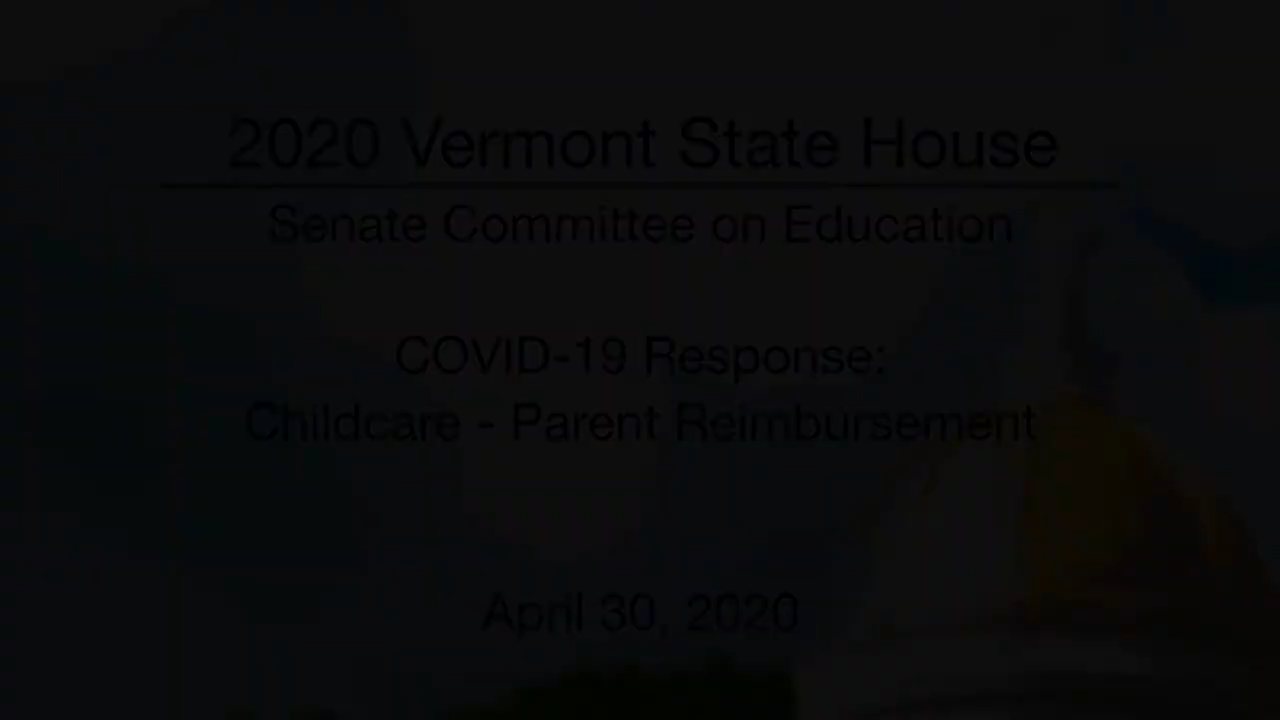 2020 Vermont State House
Senate Committee on Education
COVID-19 Response:
Childcare - Parent Reimbursement
April 30, 2020